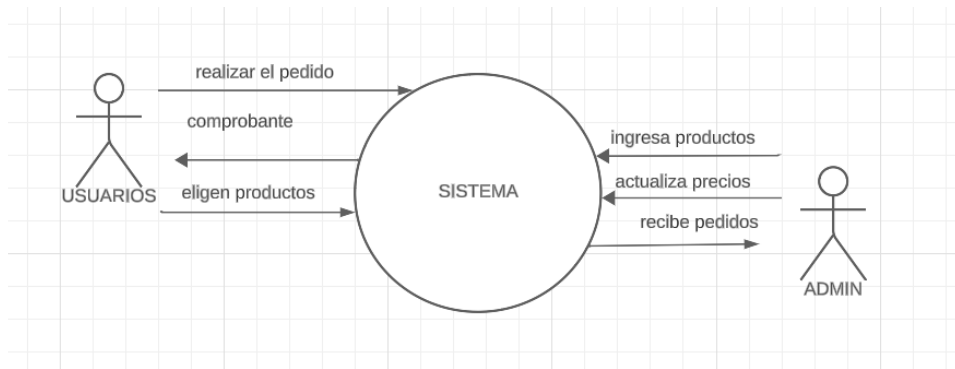 realizar el pedido
comprobante
USUARIOS
eligen productos
SISTEMA
ingresa productos
actualiza precios
recibe pedidos
ADMIN